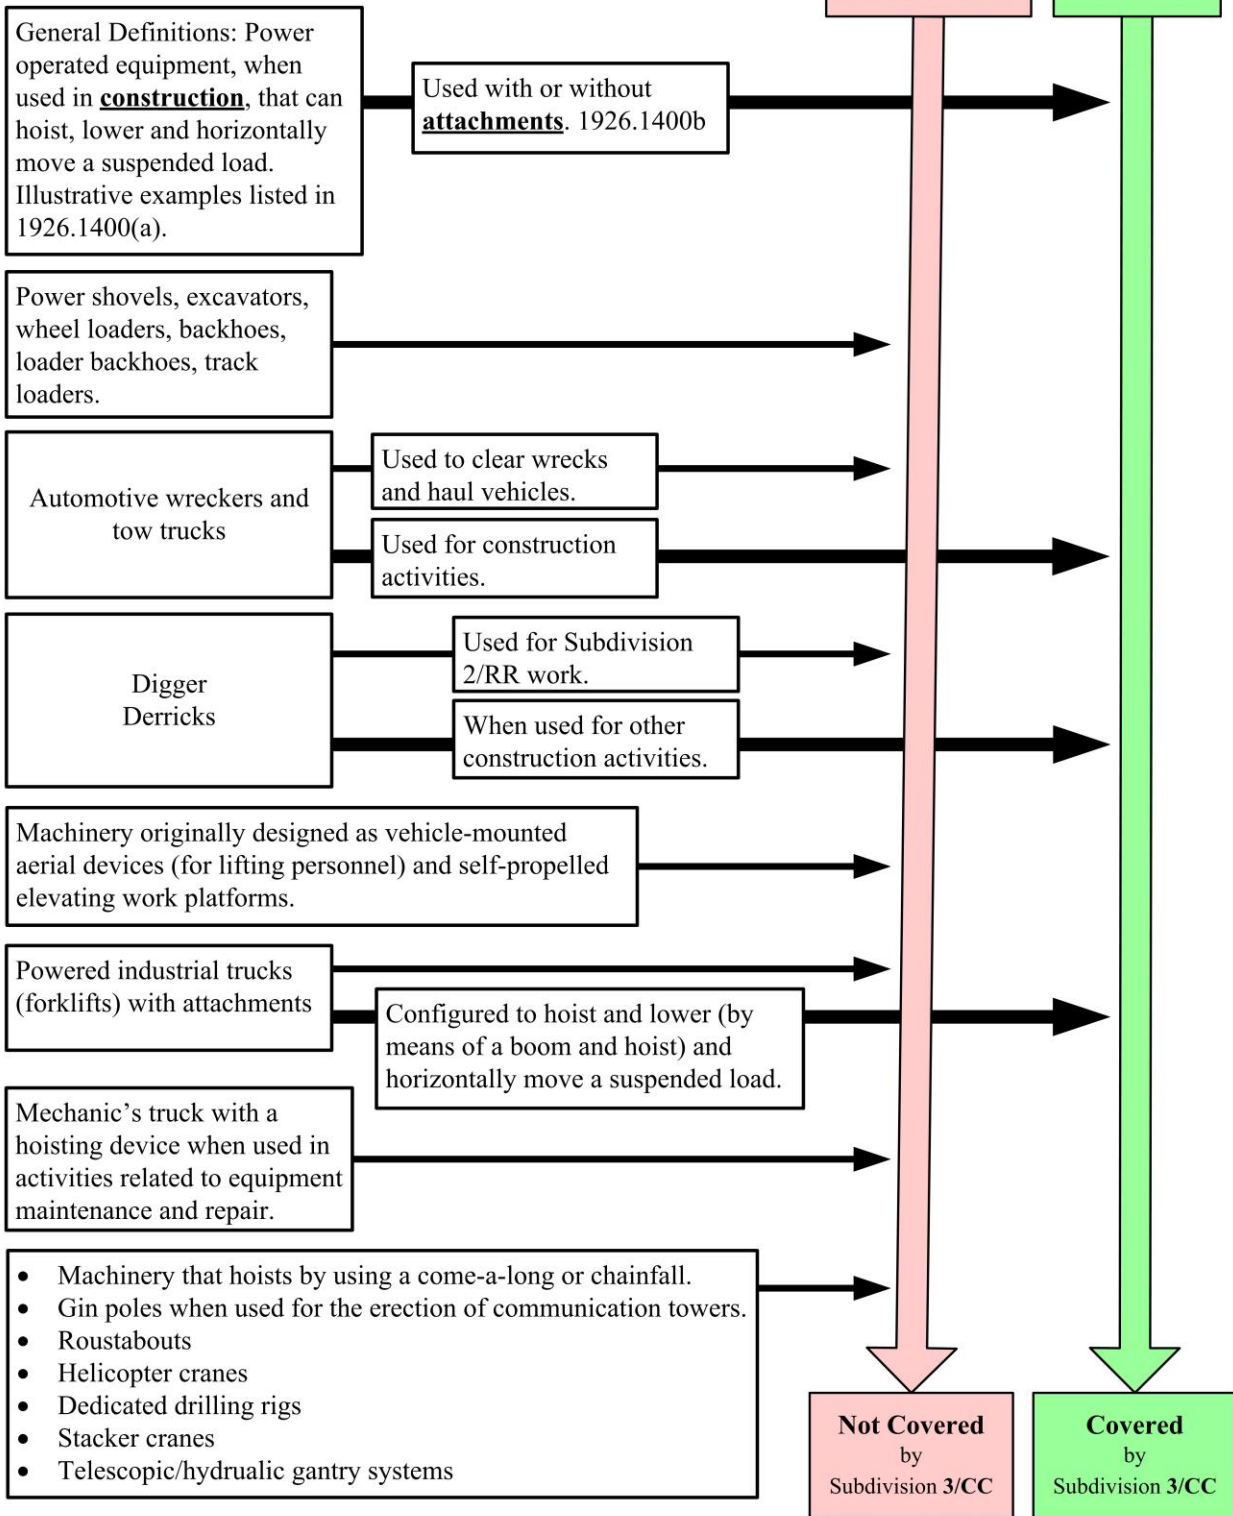 General Definitions: Power
operated equipment, when
used in construction, that can
hoist, lower and horizontally
move a suspended load.
Illustrative examples listed in
1926.1400(a).
Used with or without
attachments. 1926.1400b
Power shovels, excavators,
wheel loaders, backhoes,
loader backhoes, track
loaders.
Automotive wreckers and
tow trucks
Used to clear wrecks
and haul vehicles.
Used for construction
activities.
Digger
Derricks
Used for Subdivision
2/RR work.
When used for other
construction activities.
Machinery originally designed as vehicle-mounted
aerial devices (for lifting personnel) and self-propelled
elevating work platforms.
Powered industrial trucks
(forklifts) with attachments
Configured to hoist and lower (by
means of a boom and hoist) and
horizontally move a suspended load.
Mechanic’s truck with a
hoisting device when used in
activities related to equipment
maintenance and repair.
• Machinery that hoists by using a come-a-long or chainfall.
• Gin poles when used for the erection of communication towers.
• Roustabouts
• Helicopter cranes
• Dedicated drilling rigs
• Stacker cranes
• Telescopic/hydrualic gantry systems
Not Covered
by
Subdivision 3/CC
Covered
by
Subdivision 3/CC